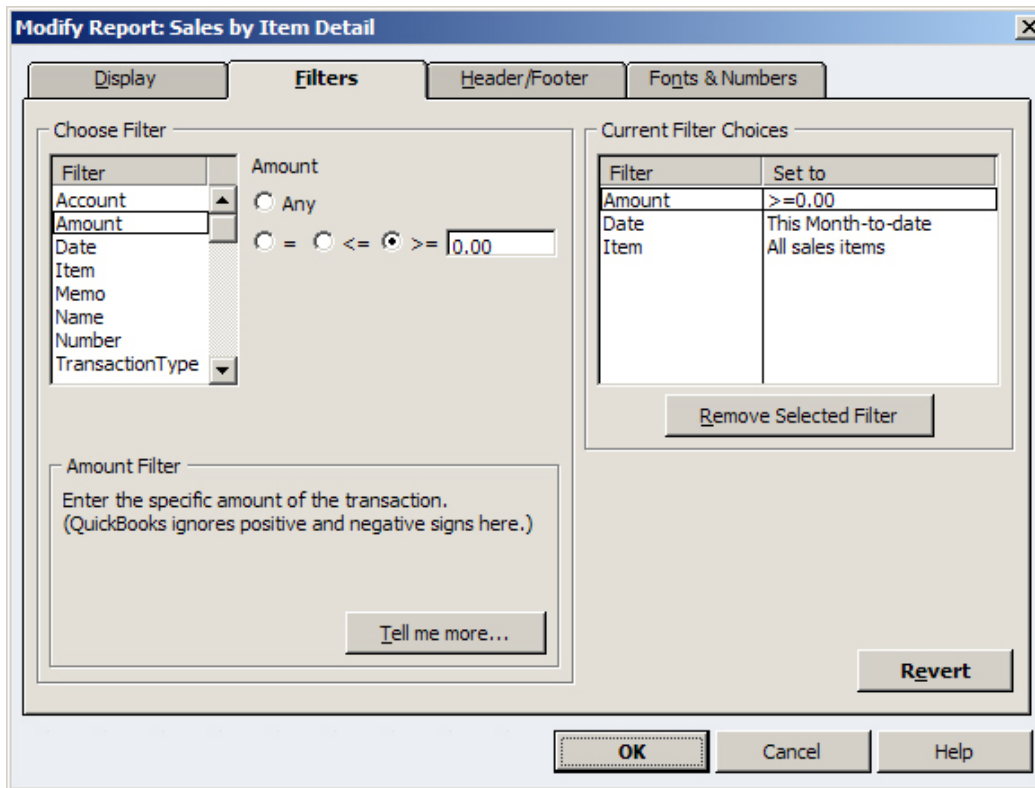 Modify Report: Sales by Item Detail
Display Filters Header/Footer Fonts & Numbers
Choose Filter
Filter
Account
Amount
Date
Item
Memo
Name
Number
TransactionType
Amount
Any
= <= >= 0.00
Amount Filter
Enter the specific amount of the transaction.
(QuickBooks ignores positive and negative signs here.)
Tell me more...
Current Filter Choices
Filter Set to
Amount >=0.00
Date This Month-to-date
Item All sales items
Remove Selected Filter
Revert
OK Cancel Help